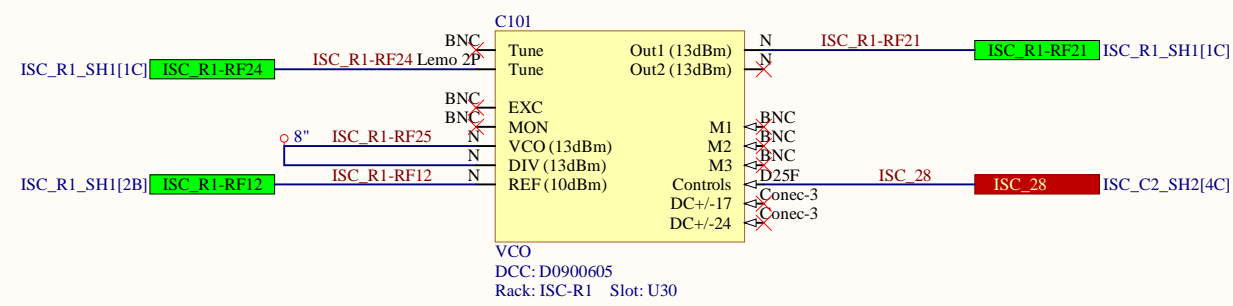 C101
BNC Tune Out1 (13dBm) N ISC_R1-RF21 ISC_R1-RF21 ISC_R1_SH1[1C]
ISC_R1_SH1[1C] ISC_R1-RF24 ISC_R1-RF24 Lemo 2P Tune Out2 (13dBm) N
BNC EXC
BNC MON M1 BNC
8" ISC_R1-RF25 N VCO (13dBm) M2 BNC
N DIV (13dBm) M3 BNC
ISC_R1_SH1[2B] ISC_R1-RF12 ISC_R1-RF12 N REF (10dBm) Controls D25F ISC_28 ISC_28 ISC_C2_SH2[4C]
DC+/-17 Conec-3
DC+/-24 Conec-3
VCO
DCC: D0900605
Rack: ISC-R1 Slot: U30